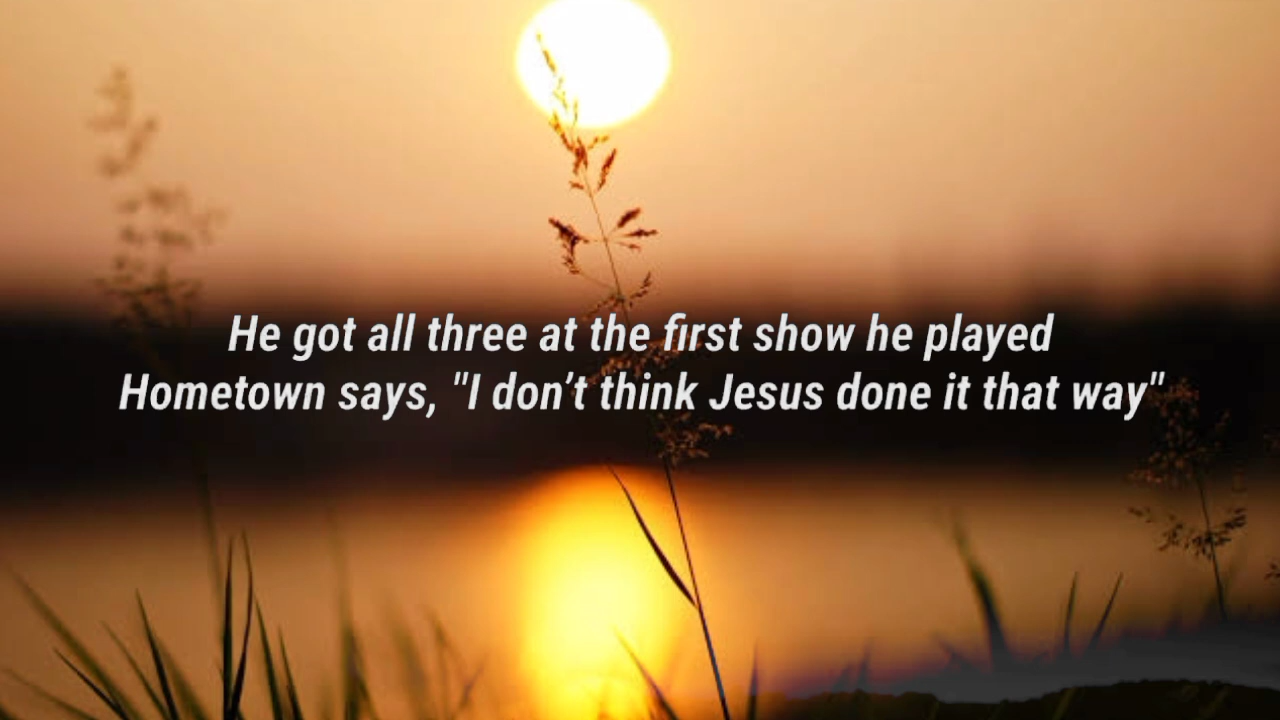 He got all three at the first show he played
Hometown says, "I don’t think Jesus done it that way"